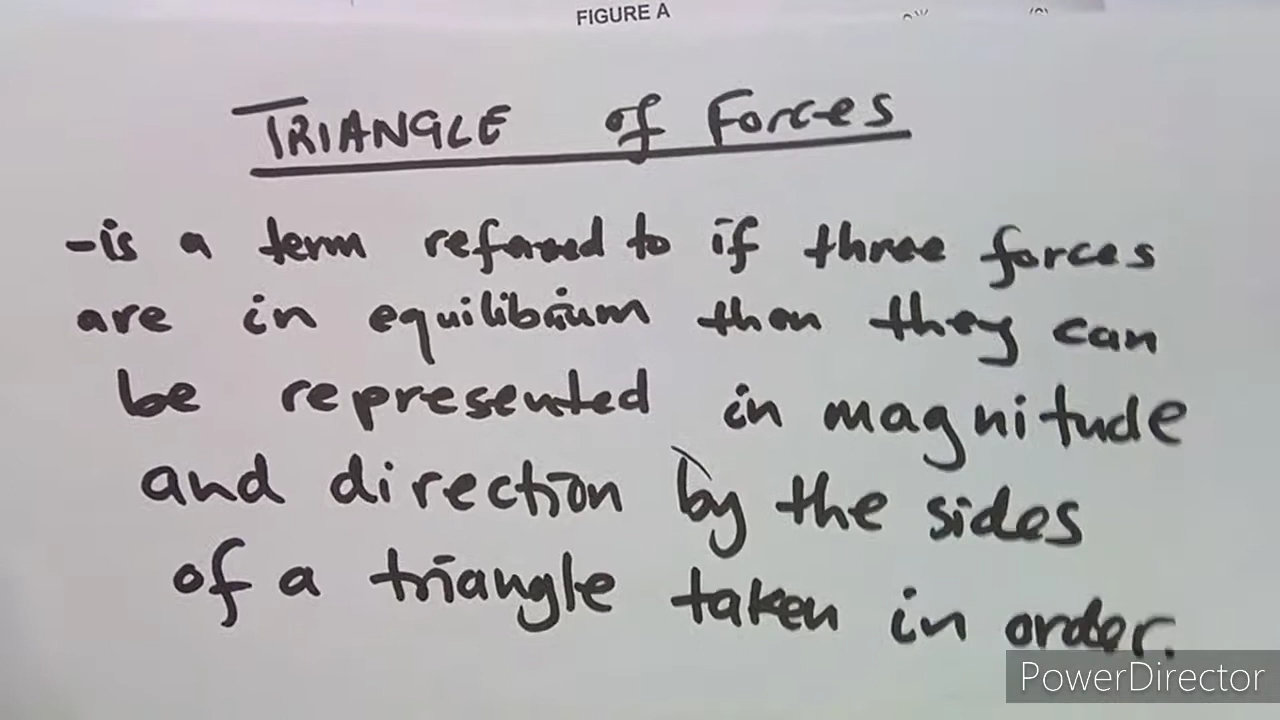 FIGURE A
TRIANGLE of Forces
-is a term referred to if three forces
are in equilibrium then they can
be represented in magnitude
and direction by the sides
of a triangle taken in order.
PowerDirector